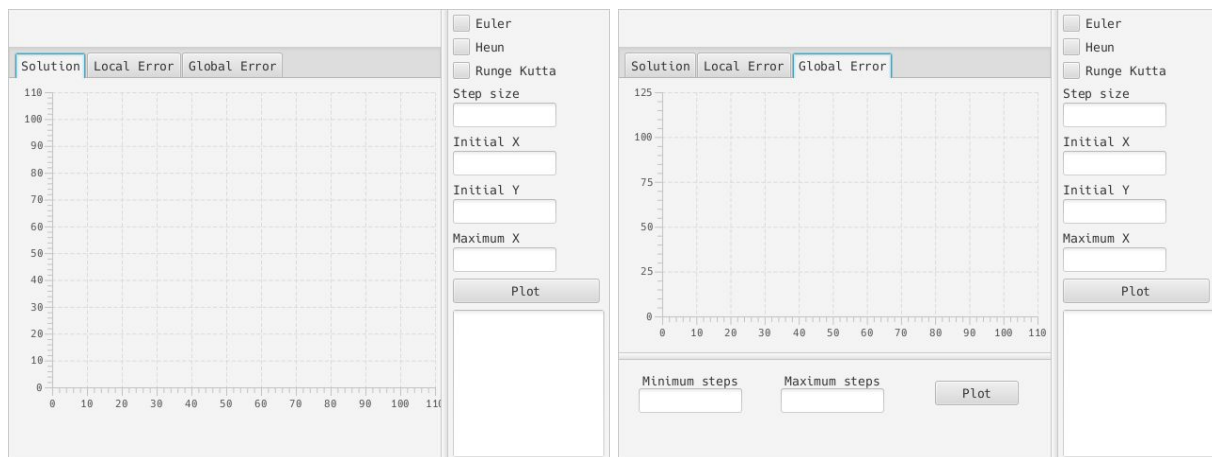 Euler
Heun
Runge Kutta
Solution Local Error Global Error
Step size
Initial X
Initial Y
Maximum X
Plot
110
100
90
80
70
60
50
40
30
20
10
0
0 10 20 30 40 50 60 70 80 90 100 110
Euler
Heun
Runge Kutta
Solution Local Error Global Error
Step size
Initial X
Initial Y
Maximum X
Plot
125
100
75
50
25
0
0 10 20 30 40 50 60 70 80 90 100 110
Minimum steps Maximum steps Plot